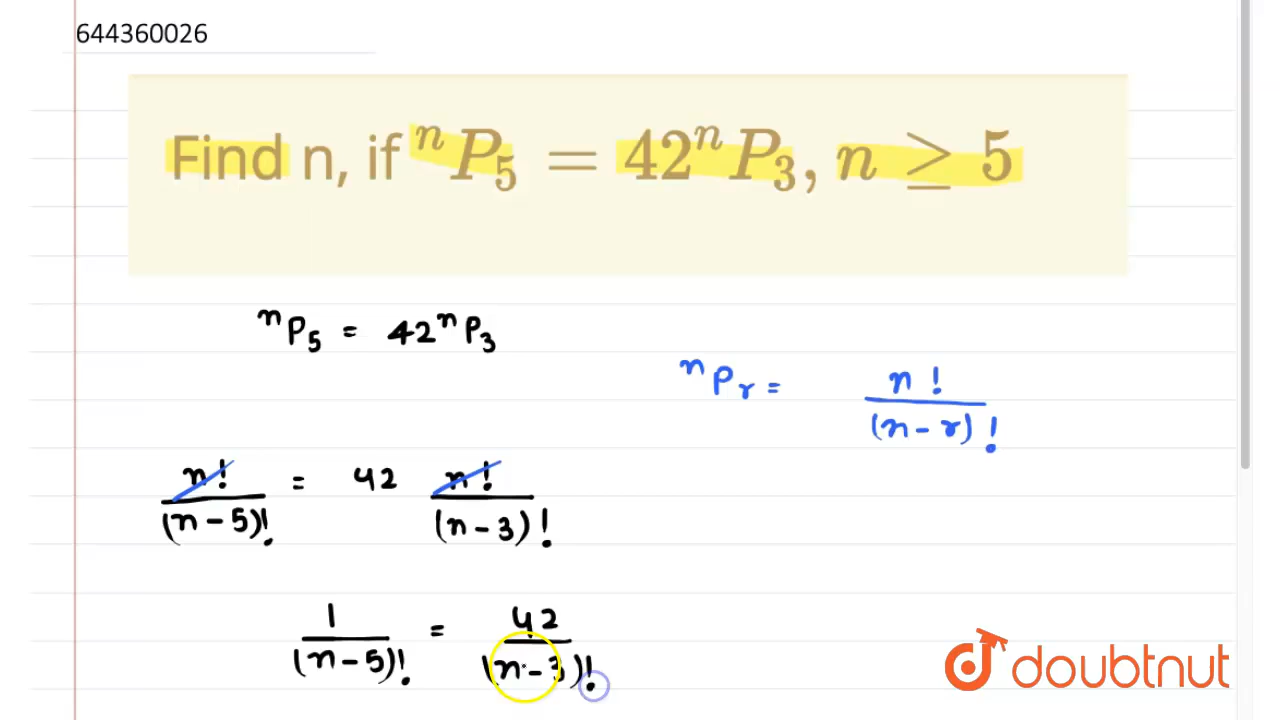 644360026
Find n, if ⁿP₅ = 42ⁿP₃, n ≥ 5
ⁿP₅ = 42ⁿP₃
ⁿPᵣ = n! / (n - r)!
n! / (n - 5)! = 42 n! / (n - 3)!
1 / (n - 5)! = 42 / (n - 3)!
doubtnut